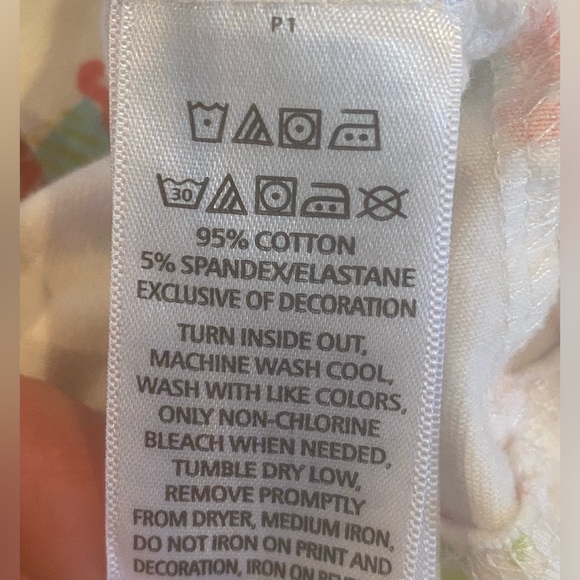 P1
30
95% COTTON
5% SPANDEX/ELASTANE
EXCLUSIVE OF DECORATION
TURN INSIDE OUT,
MACHINE WASH COOL,
WASH WITH LIKE COLORS,
ONLY NON-CHLORINE
BLEACH WHEN NEEDED,
TUMBLE DRY LOW,
REMOVE PROMPTLY
FROM DRYER, MEDIUM IRON,
DO NOT IRON ON PRINT AND
DECORATION, IRON ON